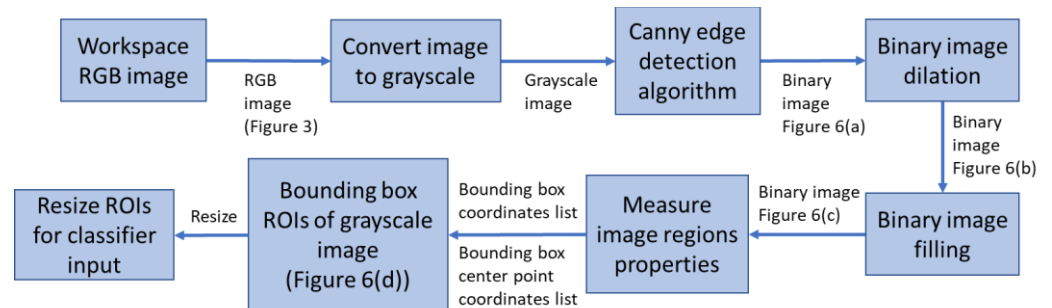 Workspace
RGB image
RGB
image
(Figure 3)
Convert image
to grayscale
Grayscale
image
Canny edge
detection
algorithm
Binary
image
Figure 6(a)
Binary image
dilation
Binary
image
Figure 6(b)
Binary image
filling
Binary image
Figure 6(c)
Measure
image regions
properties
Bounding box
coordinates list
Bounding box
center point
coordinates list
Bounding box
ROIs of grayscale
image
(Figure 6(d))
Resize
Resize ROIs
for classifier
input